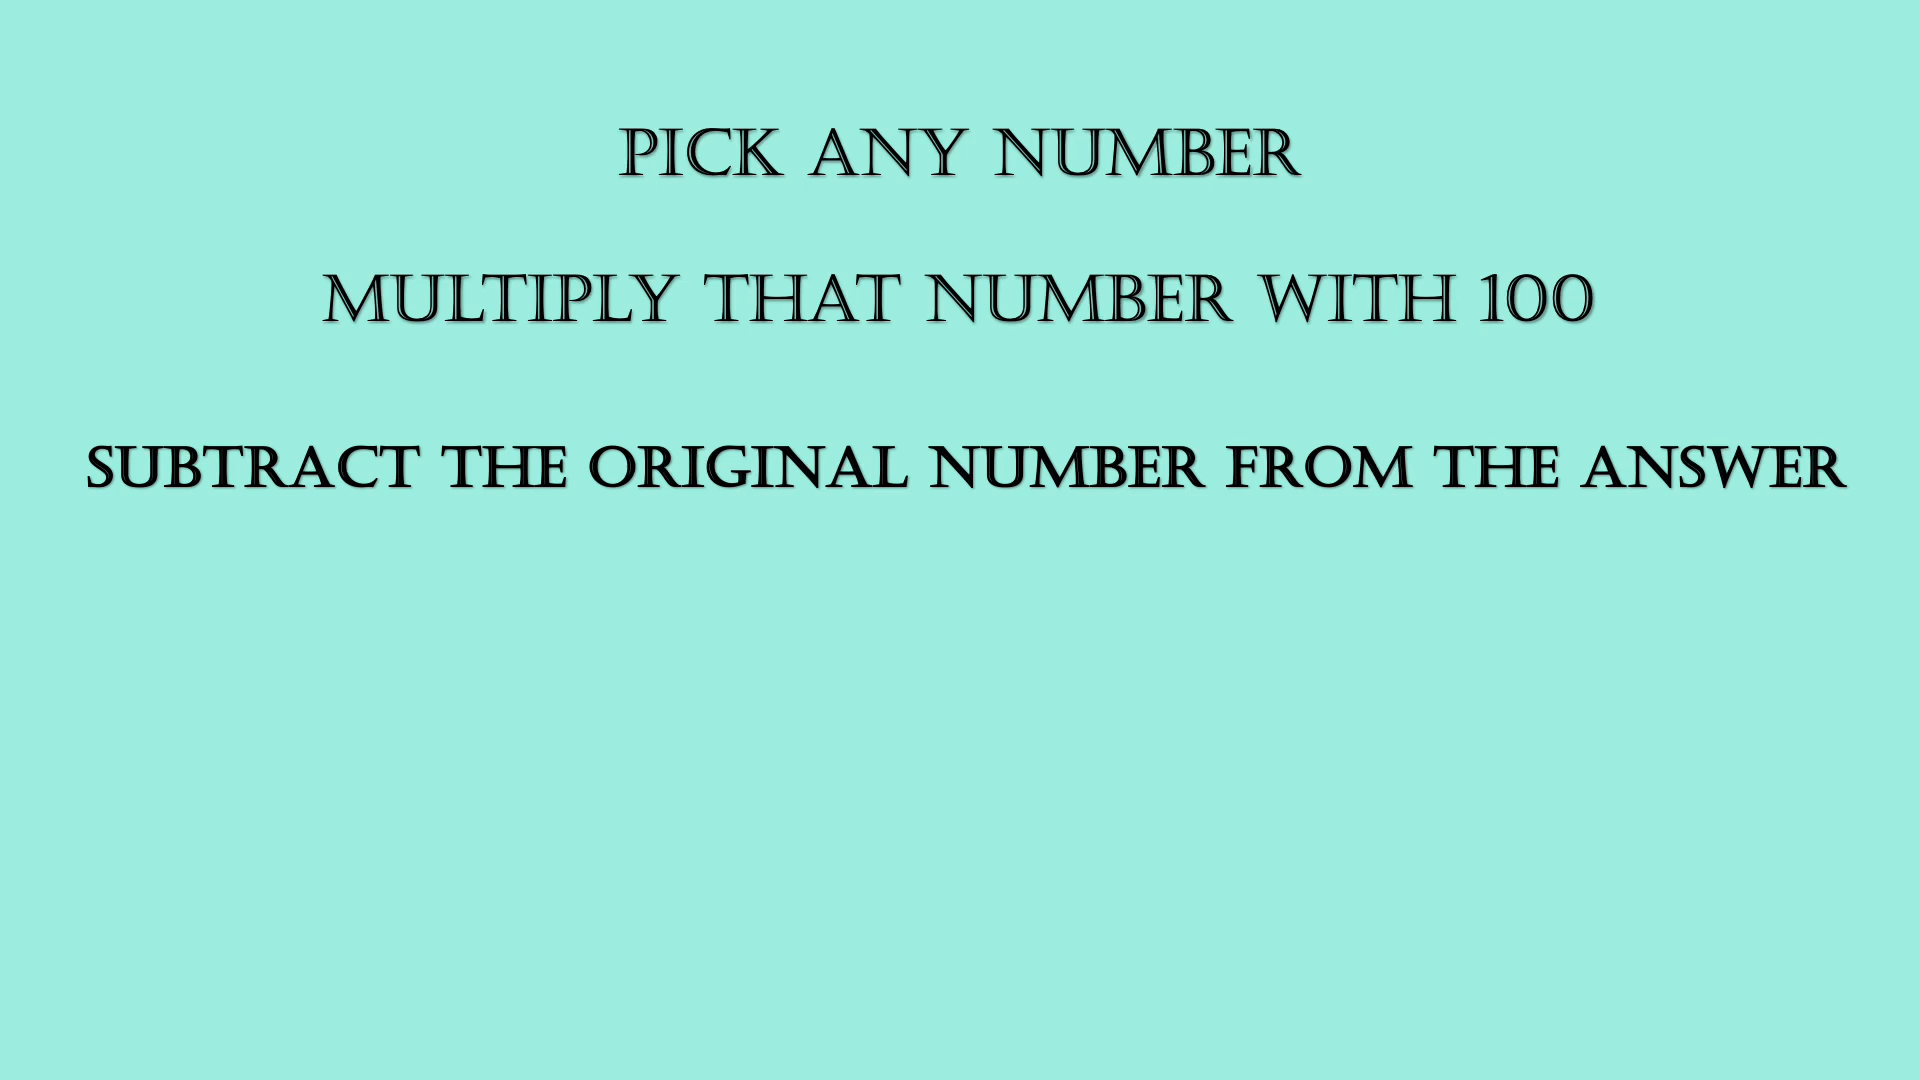 PICK ANY NUMBER
MULTIPLY THAT NUMBER WITH 100
SUBTRACT THE ORIGINAL NUMBER FROM THE ANSWER